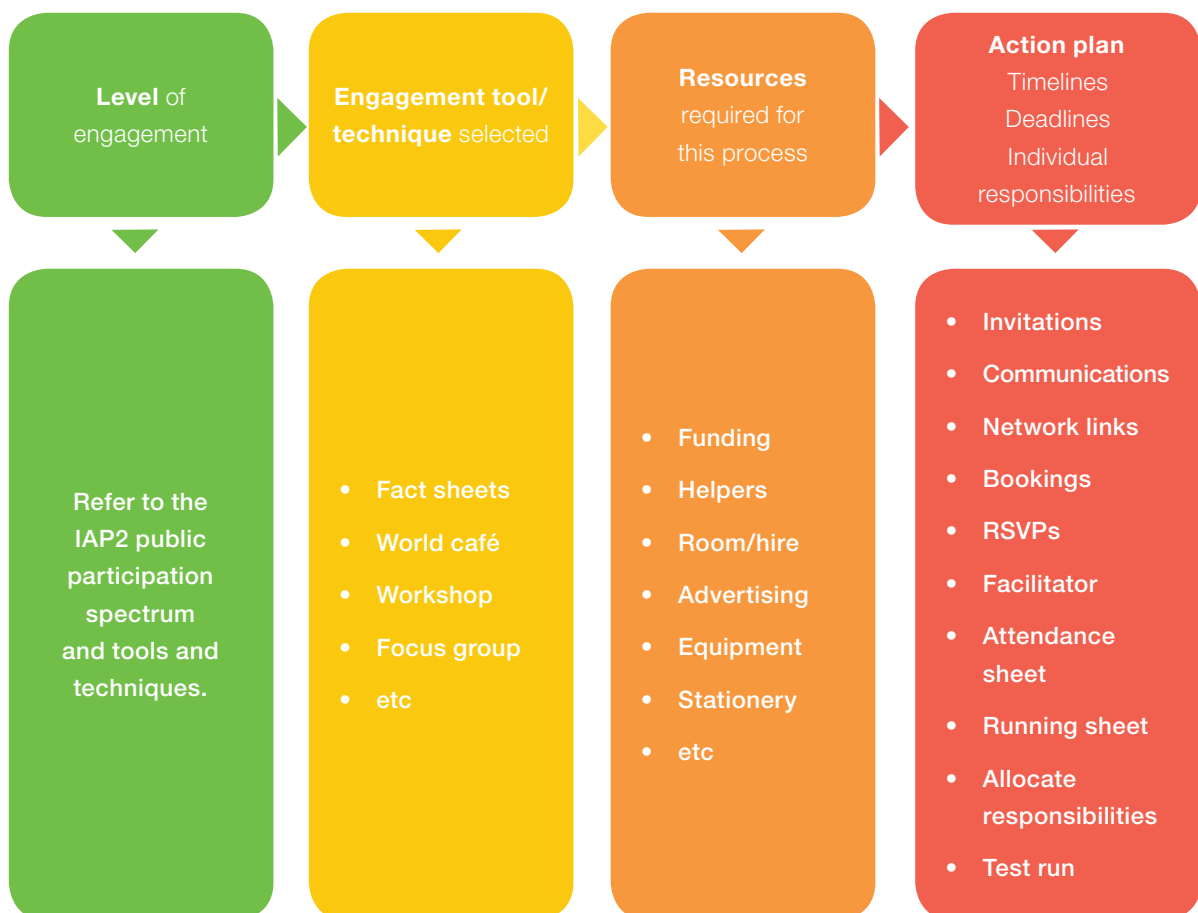 Level of
engagement
Engagement tool/
technique selected
Resources
required for
this process
Action plan
Timelines
Deadlines
Individual
responsibilities
Refer to the
IAP2 public
participation
spectrum
and tools and
techniques.
• Fact sheets
• World café
• Workshop
• Focus group
• etc
• Funding
• Helpers
• Room/hire
• Advertising
• Equipment
• Stationery
• etc
• Invitations
• Communications
• Network links
• Bookings
• RSVPs
• Facilitator
• Attendance
sheet
• Running sheet
• Allocate
responsibilities
• Test run